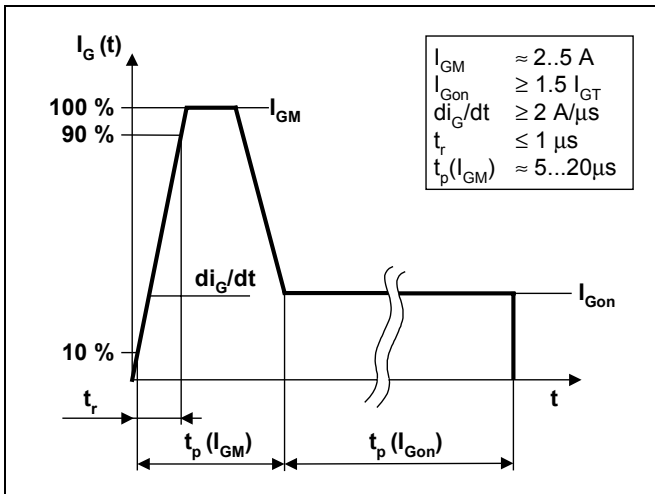 I_G (t)
100 %
90 %
10 %
I_GM
di_G/dt
I_Gon
t
t_r
t_p (I_GM)
t_p (I_Gon)
I_GM ≈ 2..5 A
I_Gon ≥ 1.5 I_GT
di_G/dt ≥ 2 A/μs
t_r ≤ 1 μs
t_p(I_GM) ≈ 5...20μs